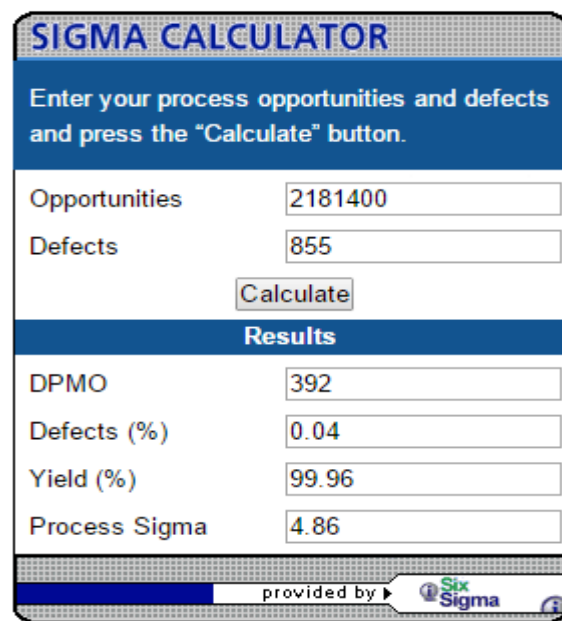 SIGMA CALCULATOR
Enter your process opportunities and defects
and press the “Calculate” button.
Opportunities 2181400
Defects 855
Calculate
Results
DPMO 392
Defects (%) 0.04
Yield (%) 99.96
Process Sigma 4.86
provided by
Six
Sigma